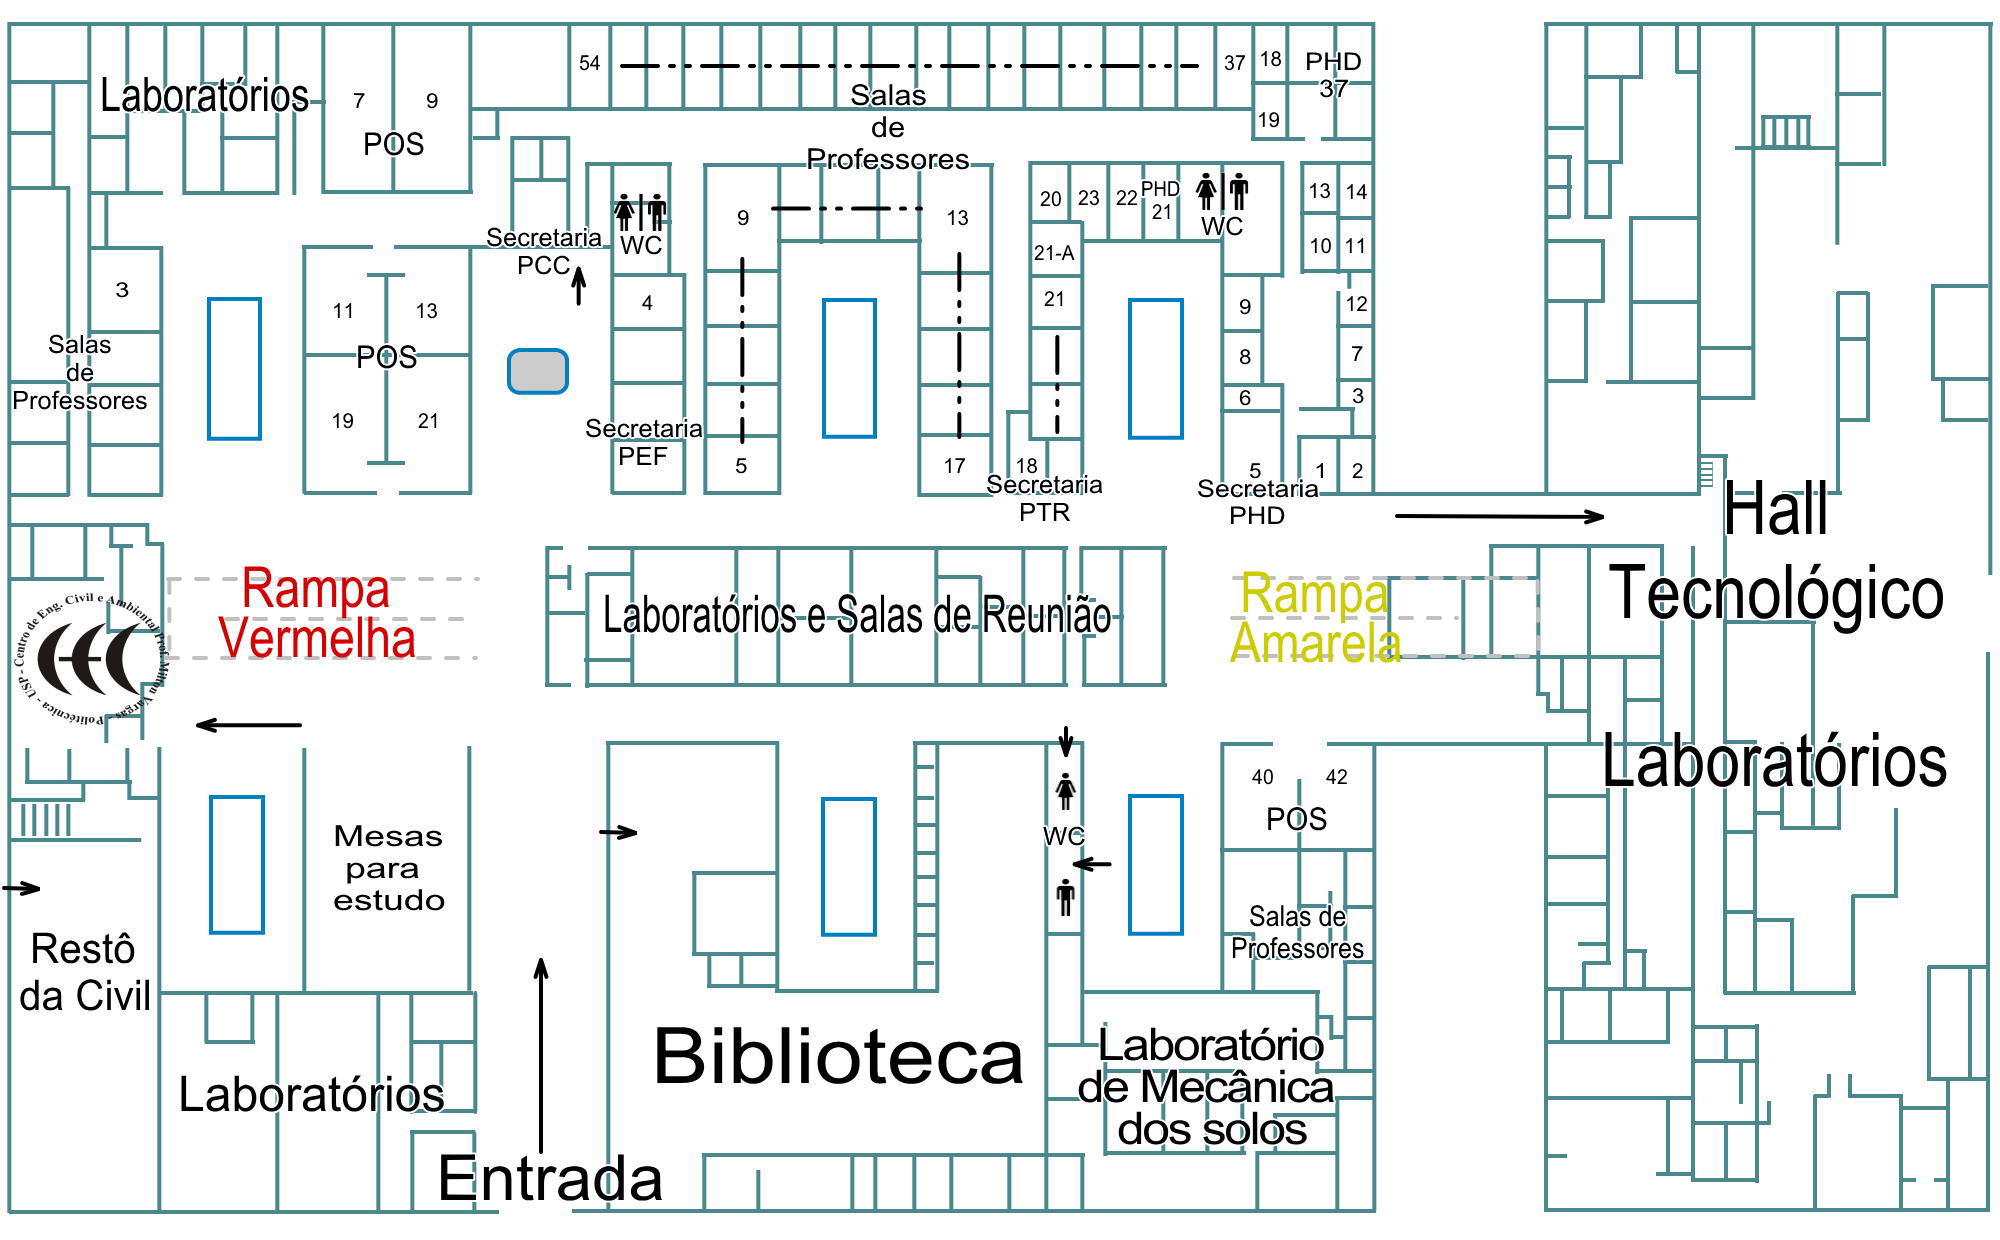 54
37
18
PHD
37
19
Laboratórios
7
9
POS
Salas
de
Professores
Secretaria
PCC
WC
9
13
20
23
22
PHD
21
WC
13
14
21-A
10
11
3
11
13
4
21
9
12
Salas
de
Professores
POS
8
7
6
3
19
21
Secretaria
PEF
5
17
18
Secretaria
PTR
5
Secretaria
PHD
1
2
Hall
Tecnológico
Rampa
Vermelha
Laboratórios e Salas de Reunião
Rampa
Amarela
USP - Centro de Eng. Civil e Ambiental Prof. Milton Vargas - Politécnica -
Laboratórios
40
42
POS
WC
Mesas
para
estudo
Salas de
Professores
Restô
da Civil
Biblioteca
Laboratório
de Mecânica
dos solos
Laboratórios
Entrada